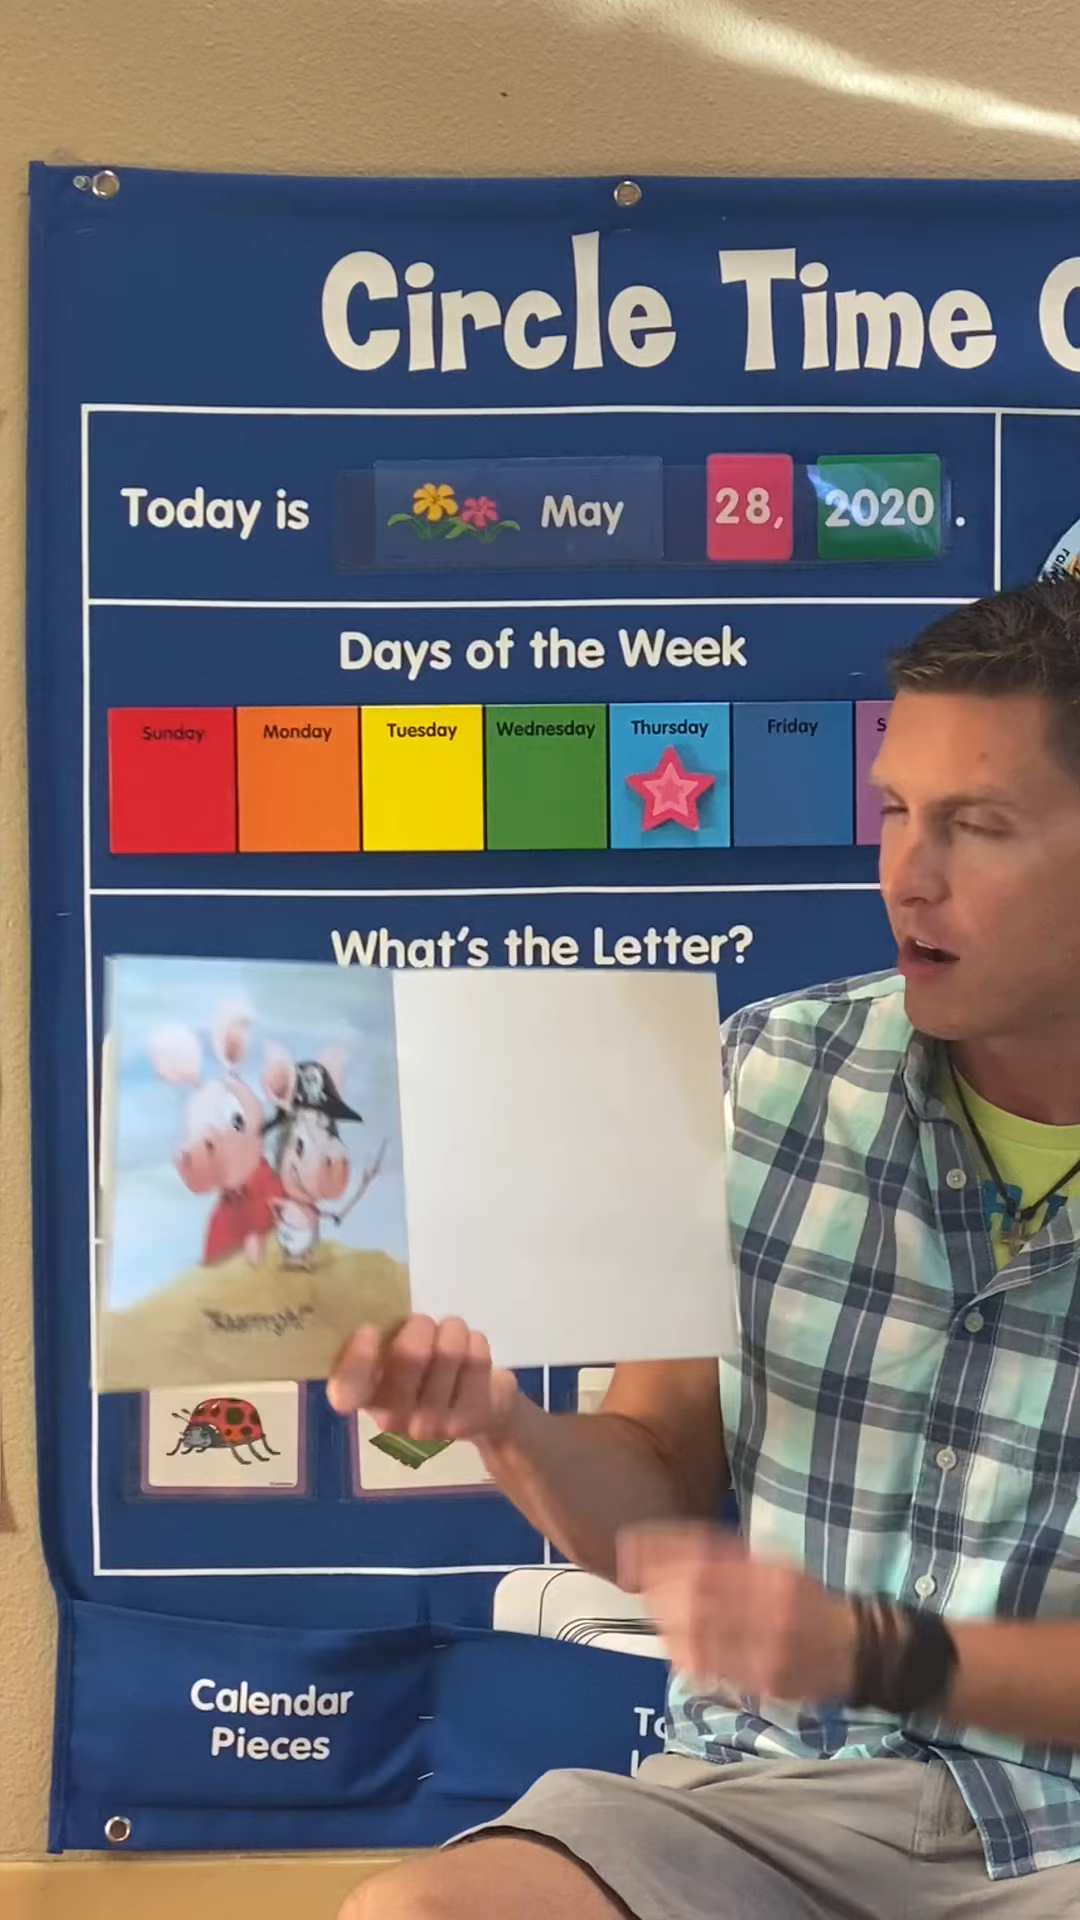 Circle Time C
Today is May 28, 2020.
Days of the Week
Sunday Monday Tuesday Wednesday Thursday Friday S
What's the Letter?
Calendar
Pieces